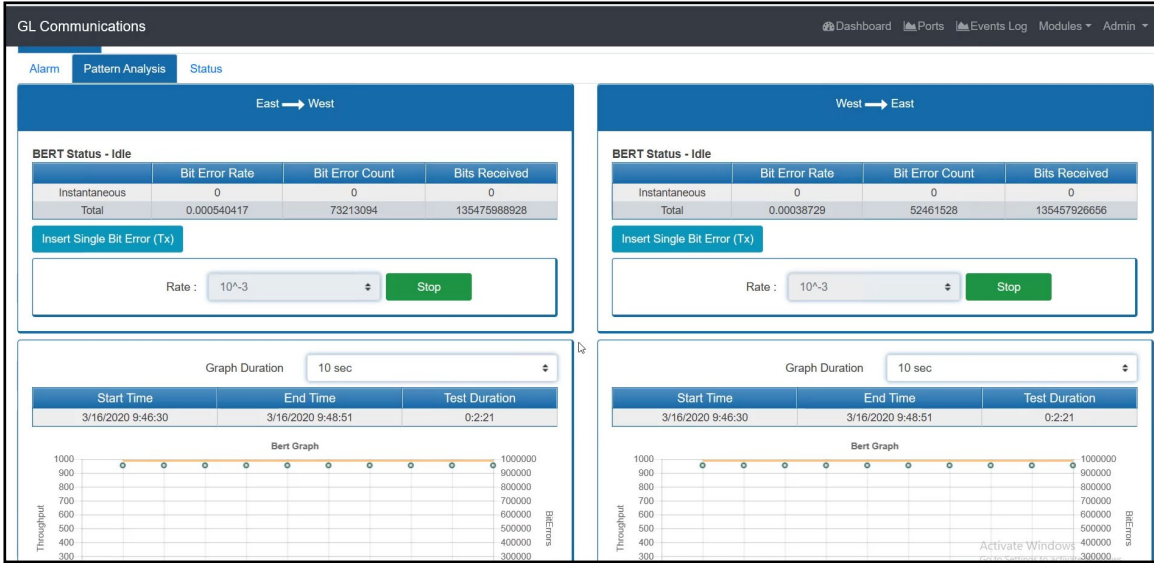 GL Communications
Dashboard Ports Events Log Modules Admin
Alarm Pattern Analysis Status
East West
BERT Status - Idle
Bit Error Rate Bit Error Count Bits Received
Instantaneous 0 0 0
Total 0.000540417 73213094 135475988928
Insert Single Bit Error (Tx)
Rate : 10^-3 Stop
Graph Duration 10 sec
Start Time End Time Test Duration
3/16/2020 9:46:30 3/16/2020 9:48:51 0:2:21
Bert Graph
1000 1000000
900 900000
800 800000
700 700000
600 600000
500 500000
400 400000
300 300000
Throughput
BitErrors
West East
BERT Status - Idle
Bit Error Rate Bit Error Count Bits Received
Instantaneous 0 0 0
Total 0.00038729 52461528 135457926656
Insert Single Bit Error (Tx)
Rate : 10^-3 Stop
Graph Duration 10 sec
Start Time End Time Test Duration
3/16/2020 9:46:30 3/16/2020 9:48:51 0:2:21
Bert Graph
1000 1000000
900 900000
800 800000
700 700000
600 600000
500 500000
400 400000
300 300000
Throughput
BitErrors
Activate Windows
Go to Settings to activate